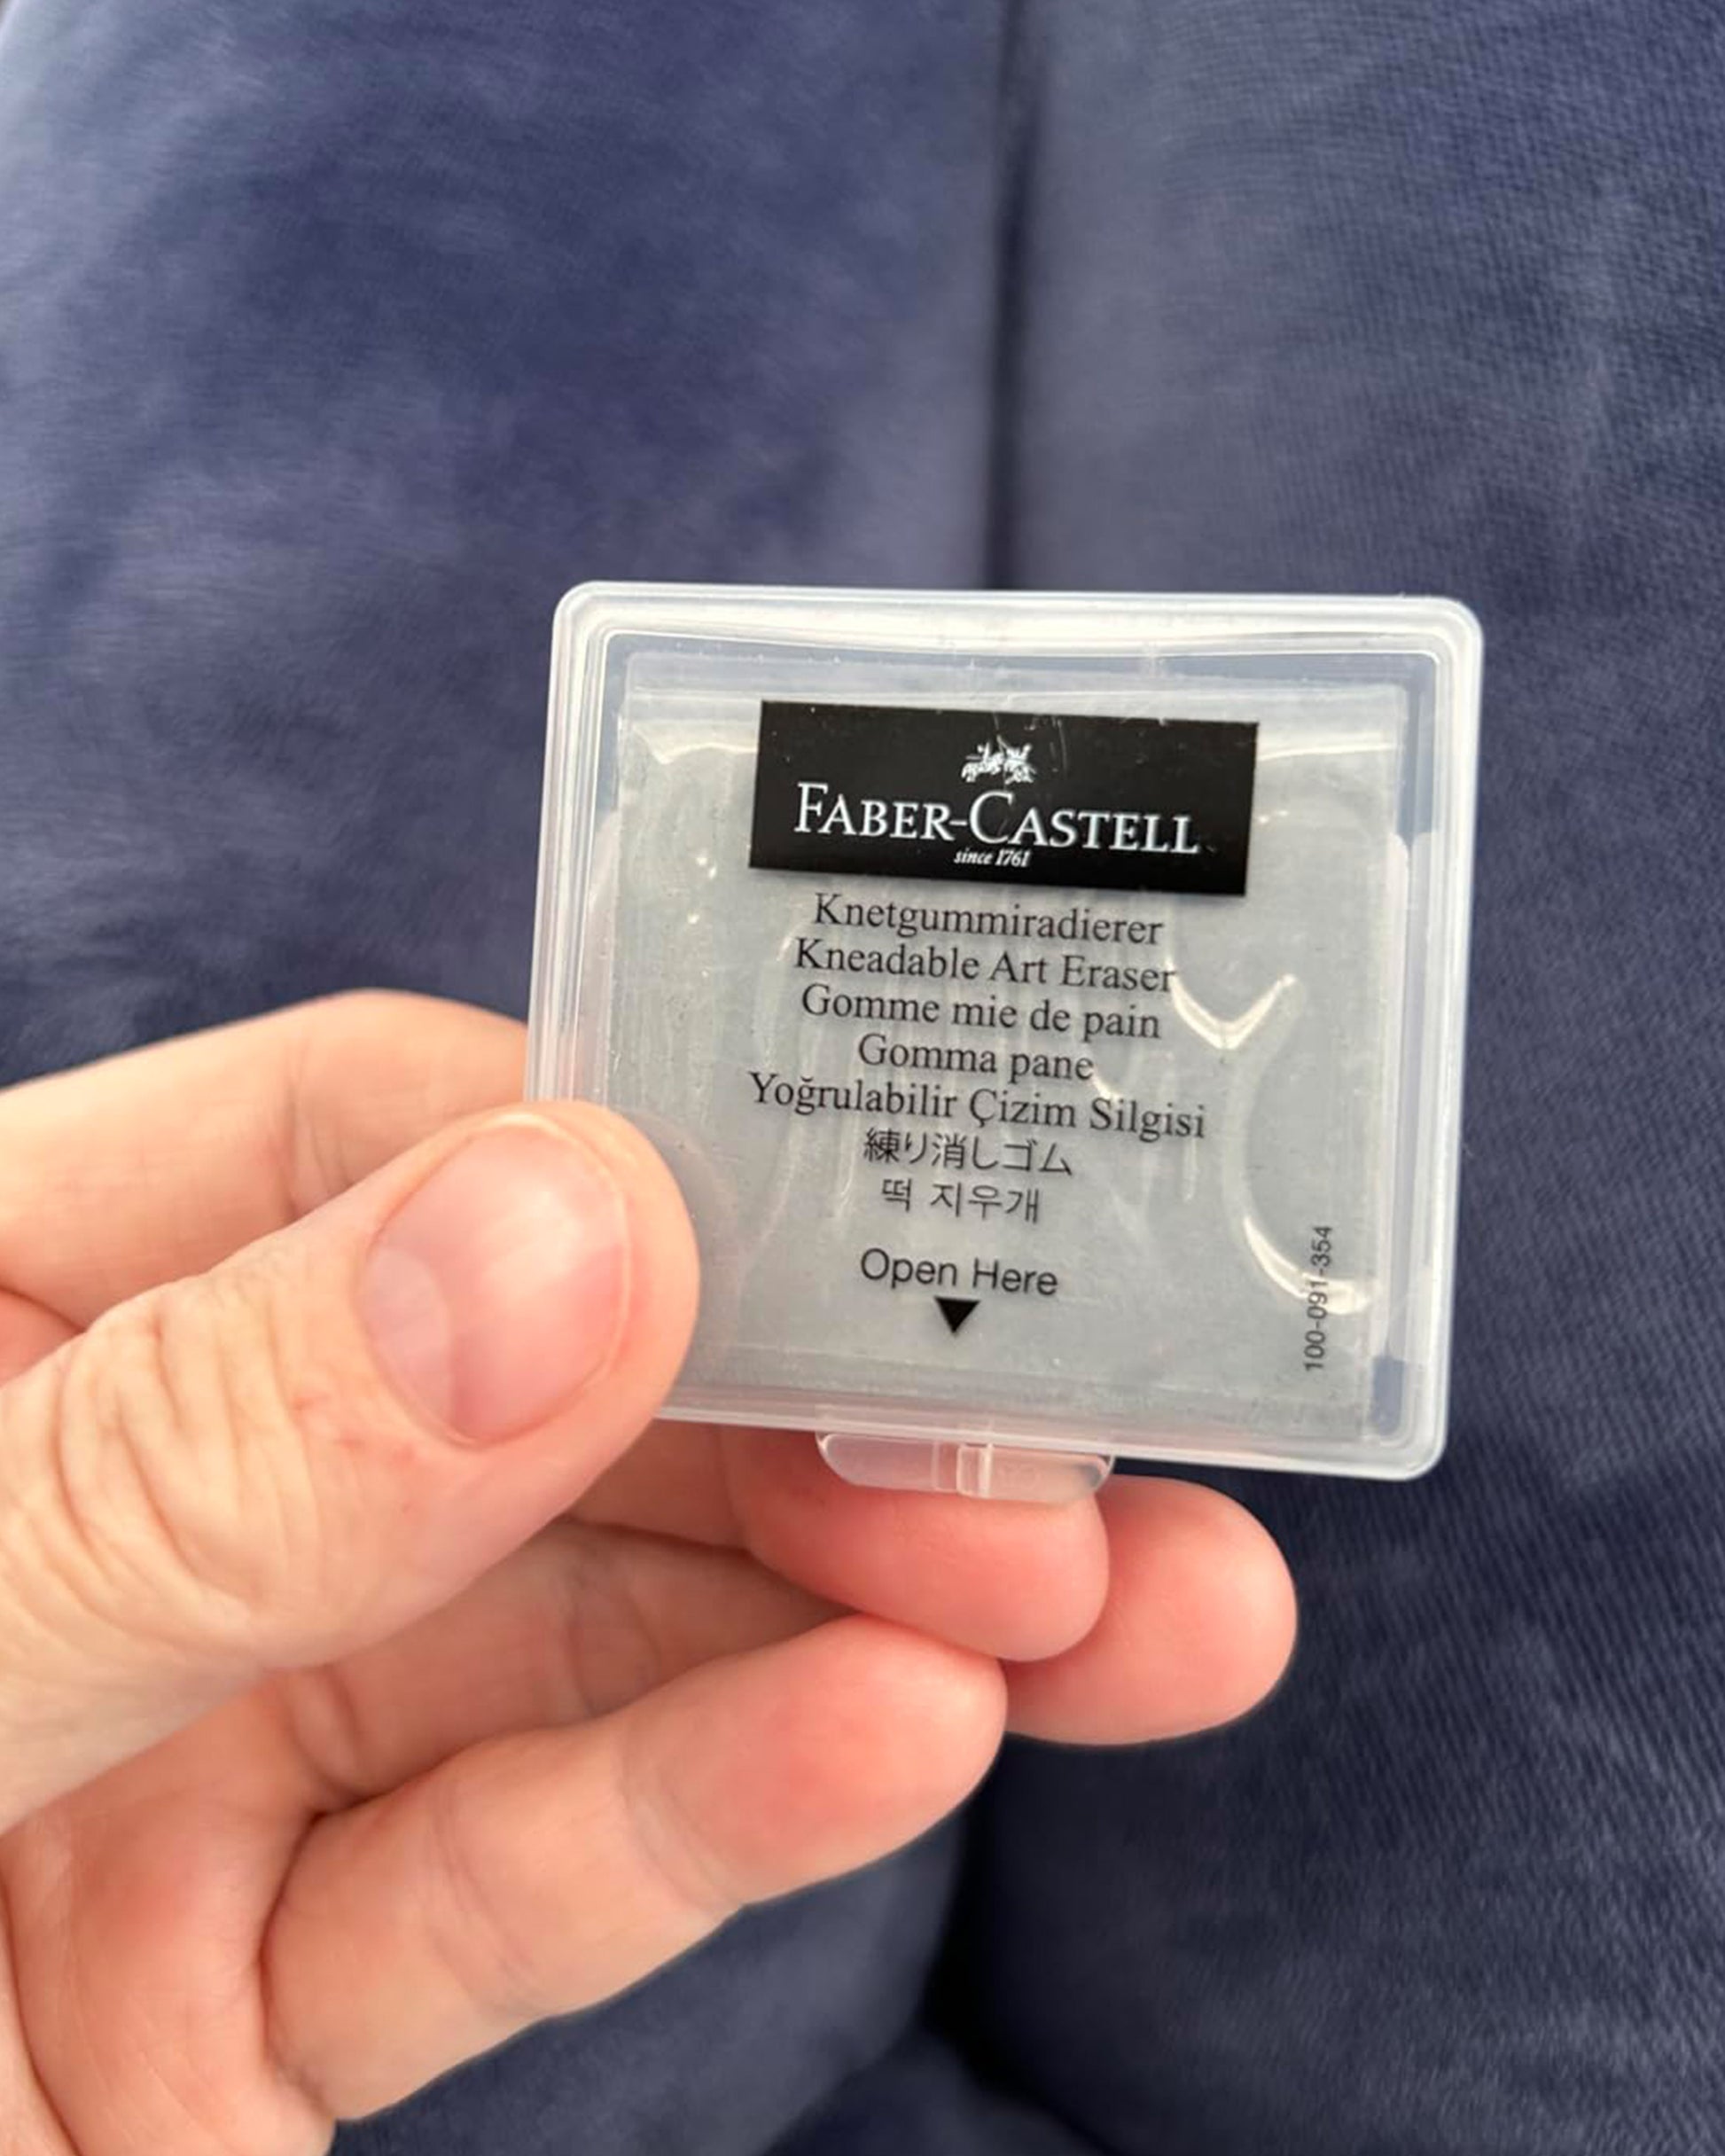 FABER-CASTELL
since 1761
Knetgummiradierer
Kneadable Art Eraser
Gomme mie de pain
Gomma pane
Yoğrulabilir Çizim Silgisi
練り消しゴム
떡 지우개
Open Here
100-091-354